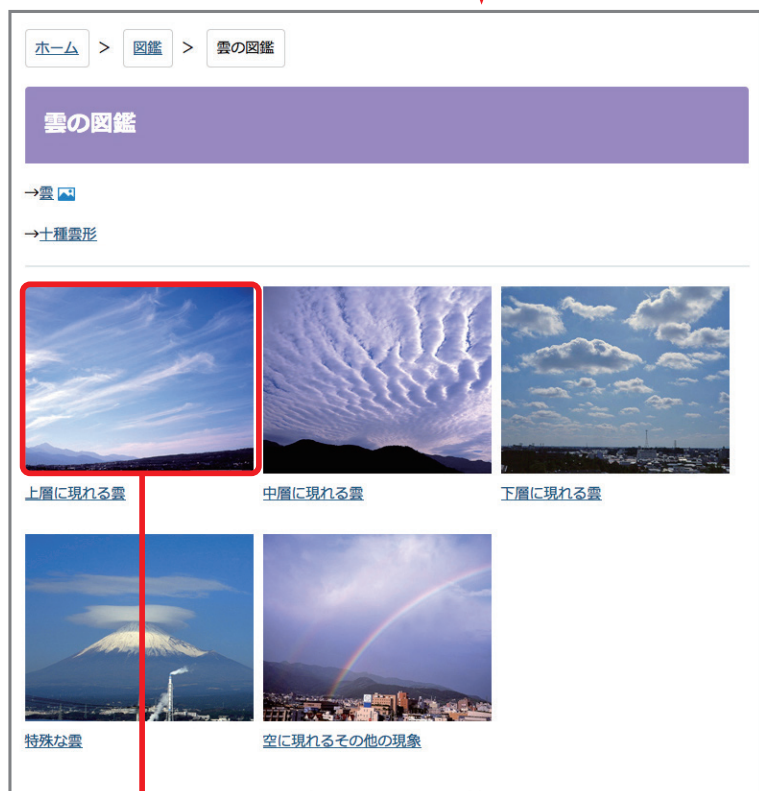 ホーム > 図鑑 > 雲の図鑑
雲の図鑑
→雲
→十種雲形
上層に現れる雲 中層に現れる雲 下層に現れる雲
特殊な雲 空に現れるその他の現象